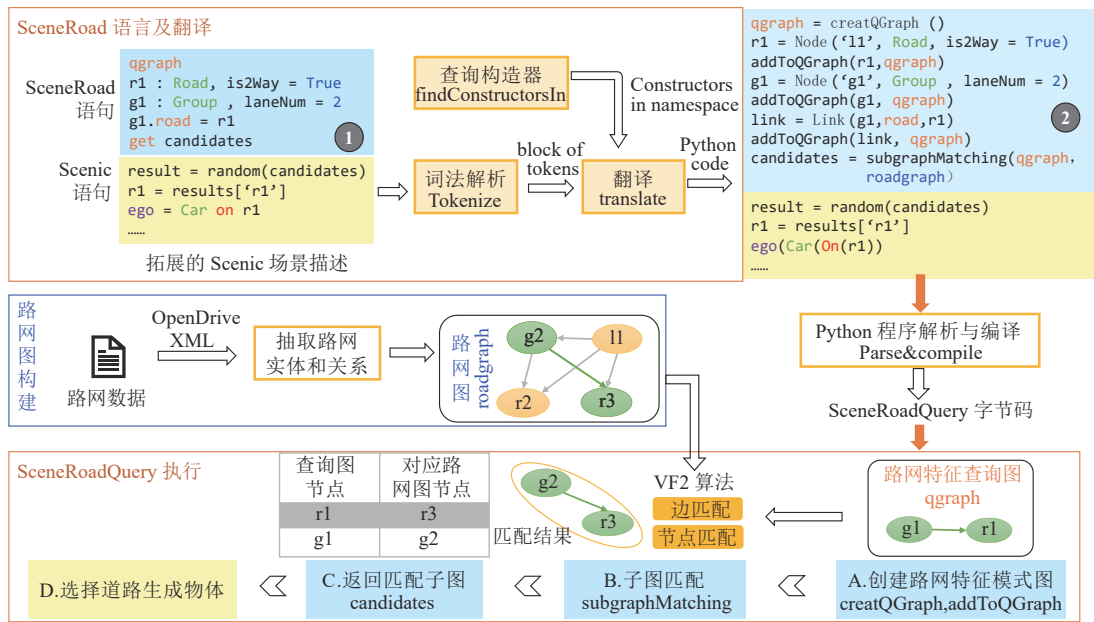 SceneRoad 语言及翻译
SceneRoad
语句
qgraph
r1 : Road, is2Way = True
g1 : Group , laneNum = 2
g1.road = r1
get candidates
1
Scenic
语句
result = random(candidates)
r1 = results[‘r1’]
ego = Car on r1
……
拓展的 Scenic 场景描述
查询构造器
findConstructorsIn
Constructors
in namespace
词法解析
Tokenize
block of
tokens
翻译
translate
Python
code
qgraph = creatQGraph ()
r1 = Node(‘l1’, Road, is2Way = True)
addToQGraph(r1,qgraph)
g1 = Node(‘g1’, Group , laneNum = 2)
addToQGraph(g1, qgraph)
link = Link(g1,road,r1)
addToQGraph(link, qgraph)
candidates = subgraphMatching(qgraph,
roadgraph)
2
result = random(candidates)
r1 = results[‘r1’]
ego(Car(On(r1))
……
路网图构建
路网数据
OpenDrive
XML
抽取路网
实体和关系
路网图
roadgraph
g2
l1
r2
r3
Python 程序解析与编译
Parse&compile
SceneRoadQuery 字节码
SceneRoadQuery 执行
查询图
节点
对应路
网图节点
r1
r3
g1
g2
g2
r3
匹配结果
VF2 算法
边匹配
节点匹配
路网特征查询图
qgraph
g1
r1
D.选择道路生成物体
C.返回匹配子图
candidates
B.子图匹配
subgraphMatching
A.创建路网特征模式图
creatQGraph,addToQGraph